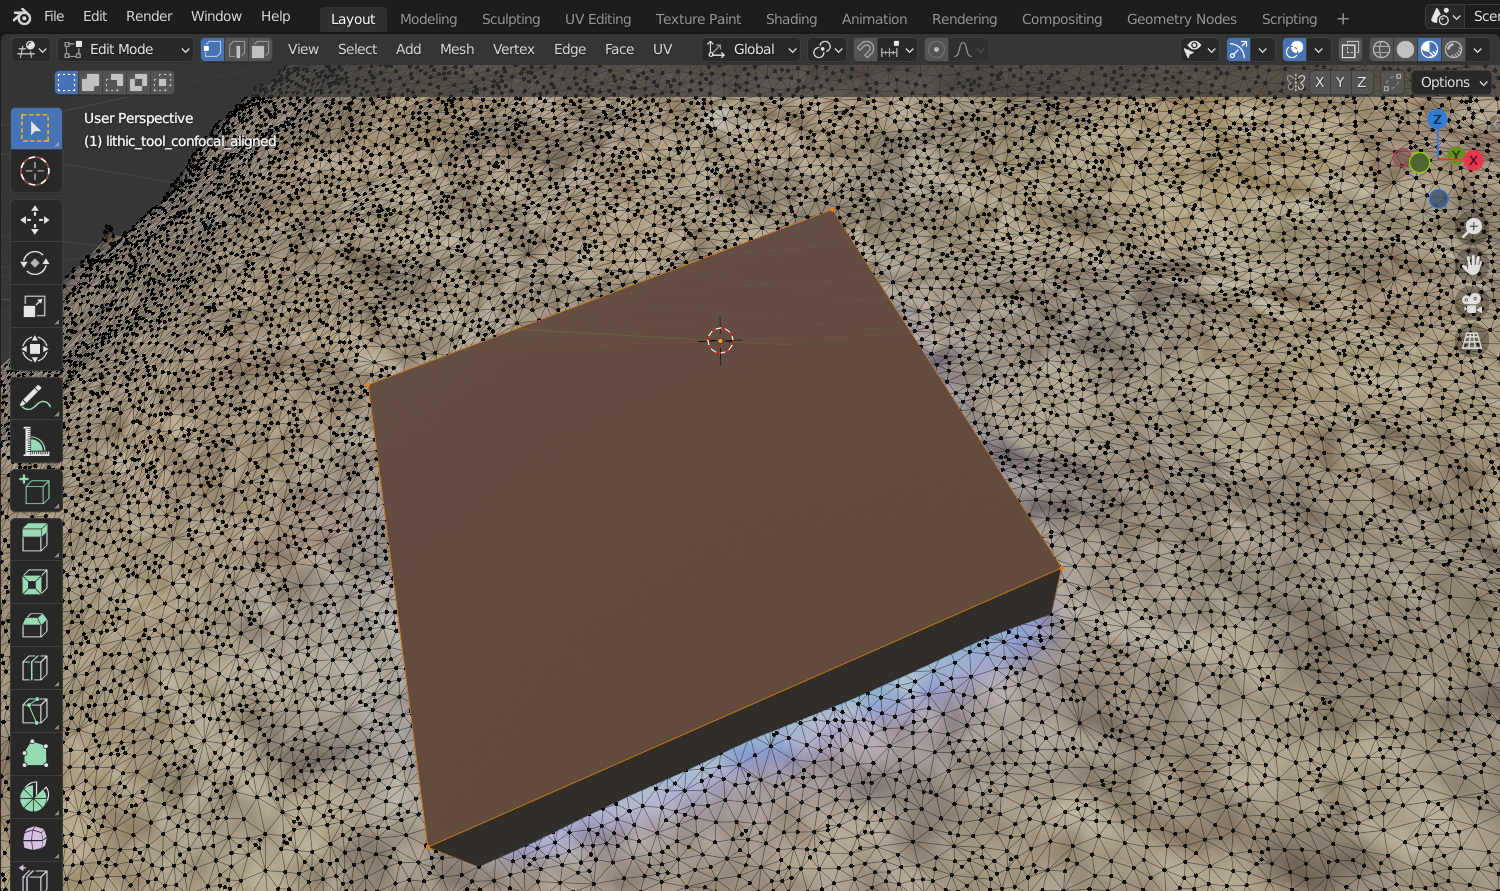 File Edit Render Window Help Layout Modeling Sculpting UV Editing Texture Paint Shading Animation Rendering Compositing Geometry Nodes Scripting + Scen
Edit Mode View Select Add Mesh Vertex Edge Face UV Global
X Y Z Options
User Perspective
(1) lithic_tool_confocal_aligned
Z
Y
X